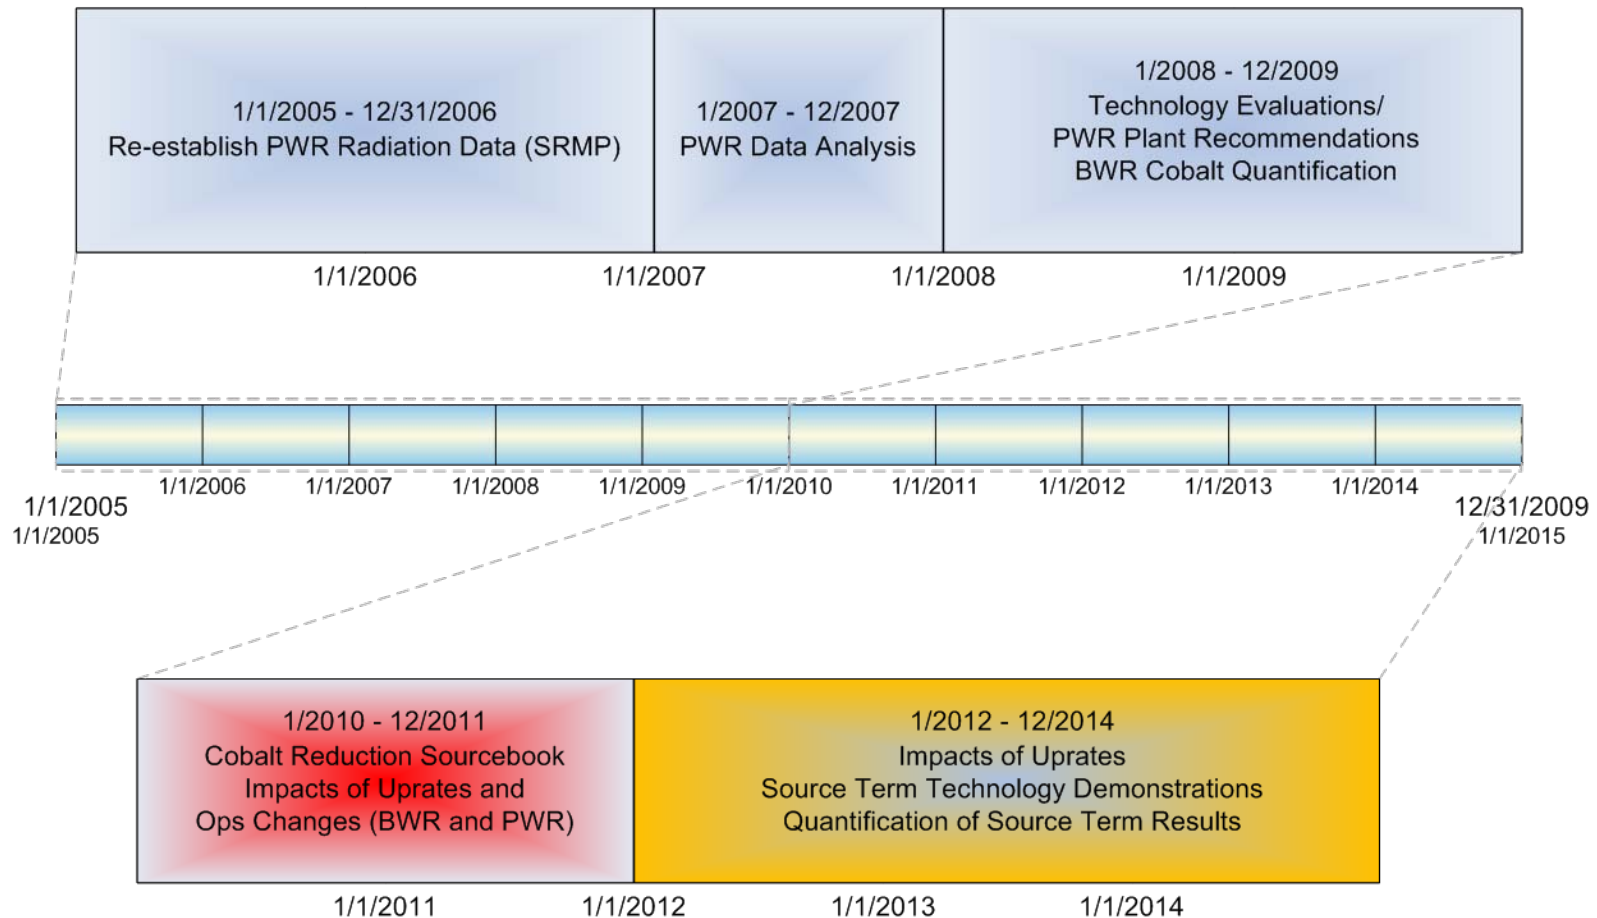 1/1/2005 - 12/31/2006
Re-establish PWR Radiation Data (SRMP)
1/2007 - 12/2007
PWR Data Analysis
1/2008 - 12/2009
Technology Evaluations/
PWR Plant Recommendations
BWR Cobalt Quantification
1/1/2006
1/1/2007
1/1/2008
1/1/2009
1/1/2006
1/1/2007
1/1/2008
1/1/2009
1/1/2010
1/1/2011
1/1/2012
1/1/2013
1/1/2014
1/1/2005
12/31/2009
1/1/2005
1/1/2015
1/2010 - 12/2011
Cobalt Reduction Sourcebook
Impacts of Uprates and
Ops Changes (BWR and PWR)
1/2012 - 12/2014
Impacts of Uprates
Source Term Technology Demonstrations
Quantification of Source Term Results
1/1/2011
1/1/2012
1/1/2013
1/1/2014